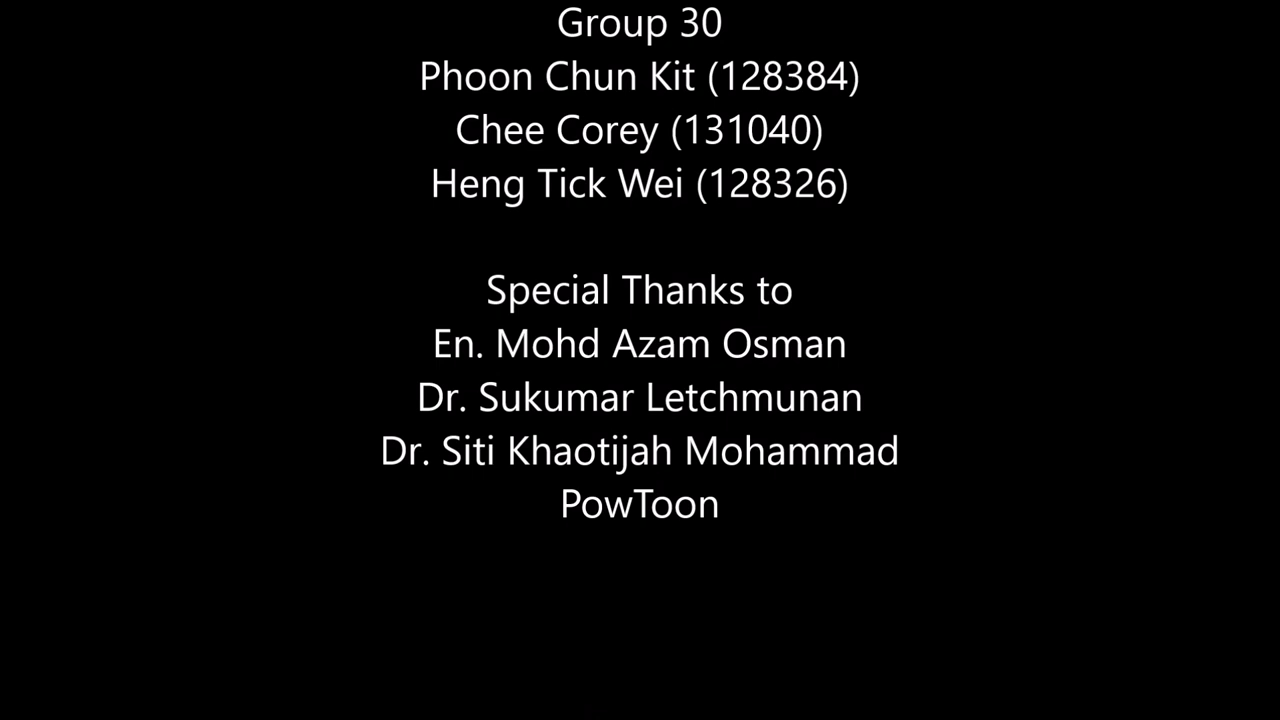 Group 30
Phoon Chun Kit (128384)
Chee Corey (131040)
Heng Tick Wei (128326)
Special Thanks to
En. Mohd Azam Osman
Dr. Sukumar Letchmunan
Dr. Siti Khaotijah Mohammad
PowToon